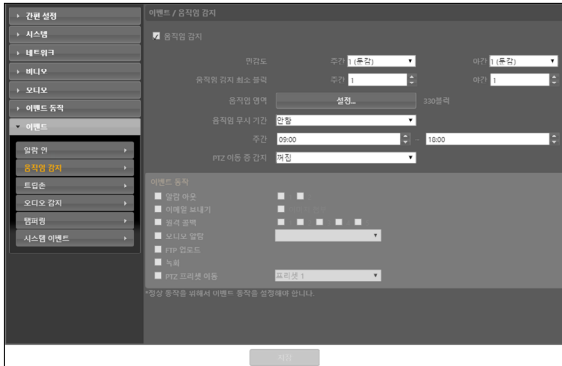 간편 설정
시스템
네트워크
비디오
오디오
이벤트 동작
이벤트
알람 인
움직임 감지
트립존
오디오 감지
탬퍼링
시스템 이벤트
이벤트 / 움직임 감지
움직임 감지
민감도 주간 1 (둔감) 야간 1 (둔감)
움직임 감지 최소 블럭 주간 1 야간 1
움직임 영역 설정... 330블럭
움직임 무시 기간 안함
주간 09:00 ~ 18:00
PTZ 이동 중 감지 꺼짐
이벤트 동작
알람 아웃
이메일 보내기
원격 콜백
오디오 알림
FTP 업로드
녹화
PTZ 프리셋 이동 프리셋 1
*정상 동작을 위해서 이벤트 동작을 설정해야 합니다.
저장